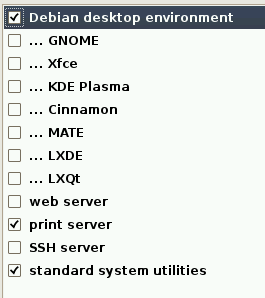 Debian desktop environment
... GNOME
... Xfce
... KDE Plasma
... Cinnamon
... MATE
... LXDE
... LXQt
web server
print server
SSH server
standard system utilities